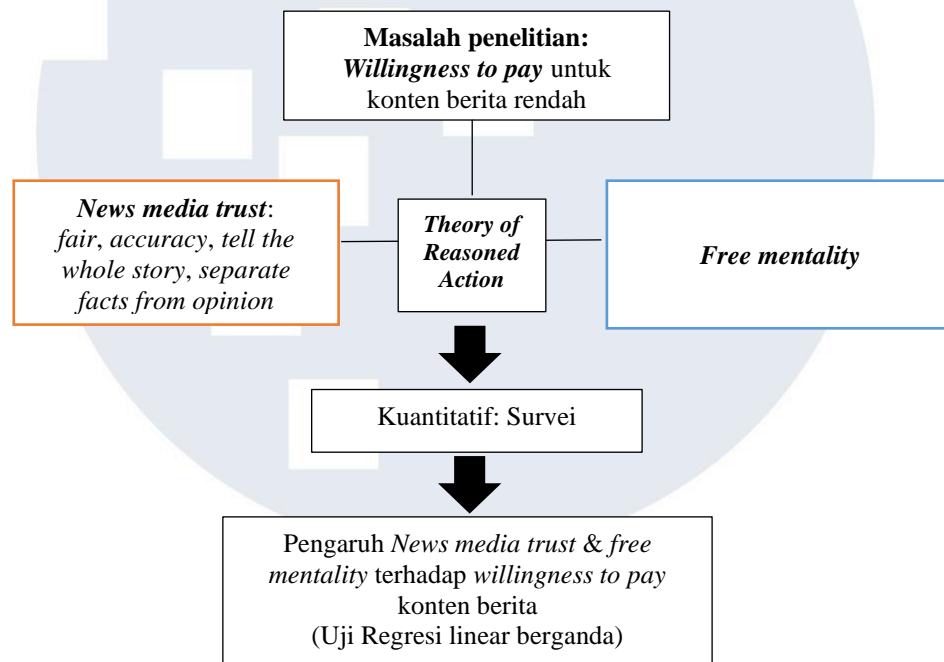 Masalah penelitian:
Willingness to pay untuk
konten berita rendah
News media trust:
fair, accuracy, tell the
whole story, separate
facts from opinion
Theory of
Reasoned
Action
Free mentality
Kuantitatif: Survei
Pengaruh News media trust & free
mentality terhadap willingness to pay
konten berita
(Uji Regresi linear berganda)